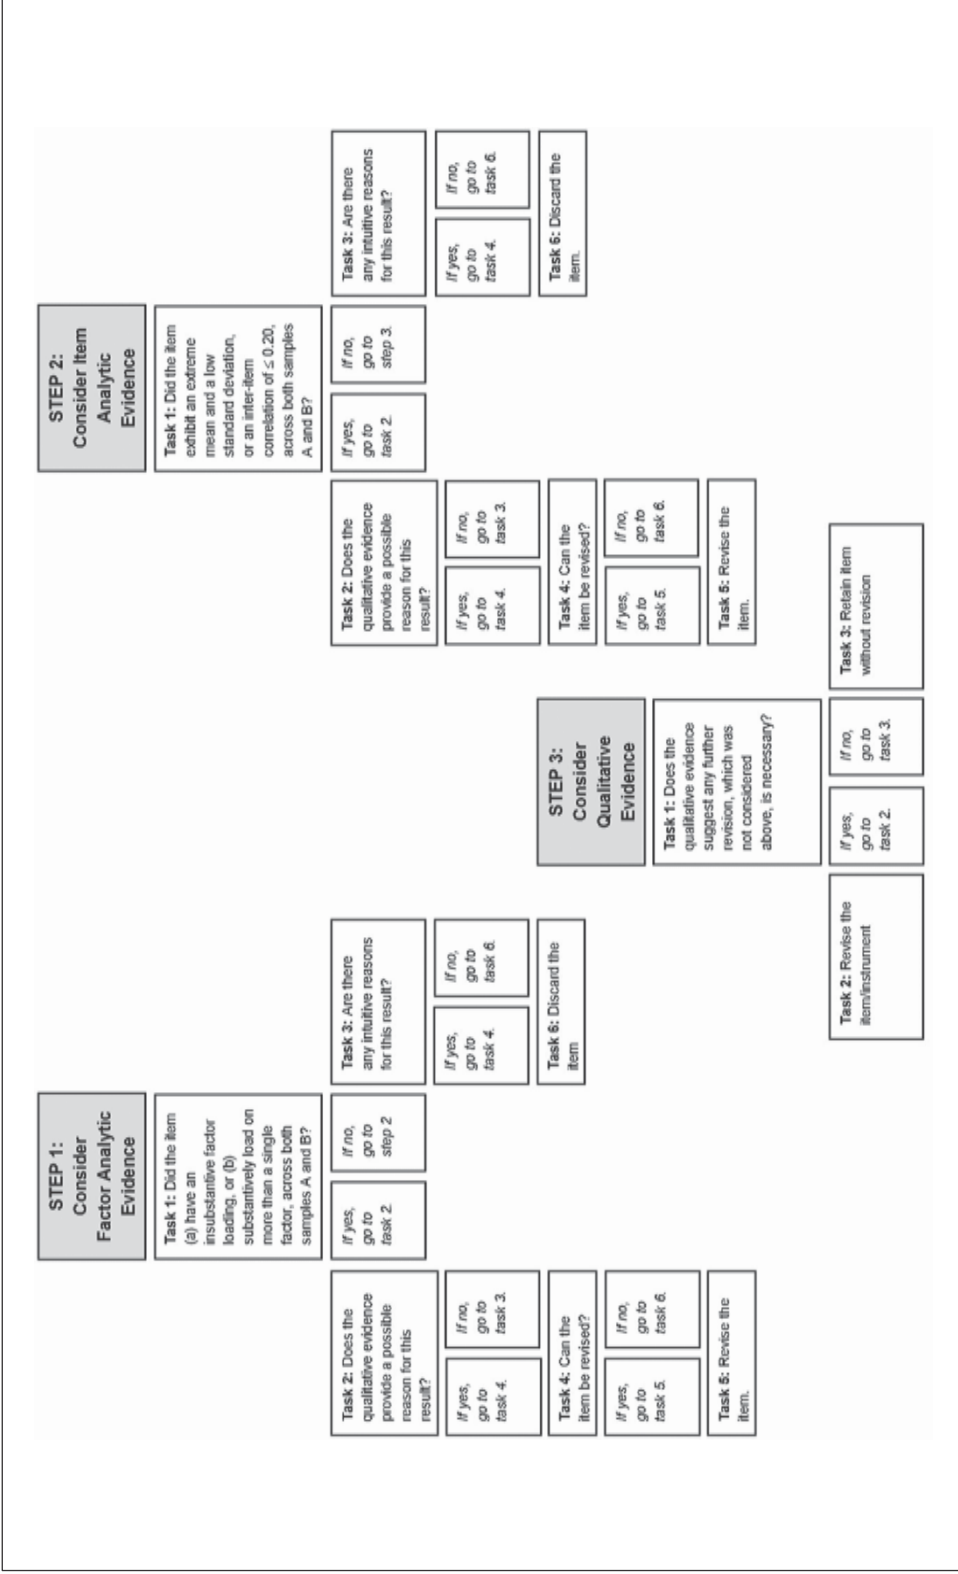 STEP 1:
Consider
Factor Analytic
Evidence
Task 1: Did the item
(a) have an
insubstantive factor
loading, or (b)
substantively load on
more than a single
factor, across both
samples A and B?
If yes,
go to
task 2.
If no,
go to
step 2
Task 2: Does the
qualitative evidence
provide a possible
reason for this
result?
If yes,
go to
task 4.
If no,
go to
task 3.
Task 4: Can the
item be revised?
If yes,
go to
task 5.
If no,
go to
task 6.
Task 5: Revise the
item.
Task 3: Are there
any intuitive reasons
for this result?
If yes,
go to
task 4.
If no,
go to
task 6.
Task 6: Discard the
item
STEP 2:
Consider Item
Analytic
Evidence
Task 1: Did the item
exhibit an extreme
mean and a low
standard deviation,
or an inter-item
correlation of ≤ 0.20,
across both samples
A and B?
If yes,
go to
task 2.
If no,
go to
step 3.
Task 2: Does the
qualitative evidence
provide a possible
reason for this
result?
If yes,
go to
task 4.
If no,
go to
task 3.
Task 4: Can the
item be revised?
If yes,
go to
task 5.
If no,
go to
task 6.
Task 5: Revise the
item.
Task 3: Are there
any intuitive reasons
for this result?
If yes,
go to
task 4.
If no,
go to
task 6.
Task 6: Discard the
item.
STEP 3:
Consider
Qualitative
Evidence
Task 1: Does the
qualitative evidence
suggest any further
revision, which was
not considered
above, is necessary?
If yes,
go to
task 2.
If no,
go to
task 3.
Task 2: Revise the
item/instrument
Task 3: Retain item
without revision